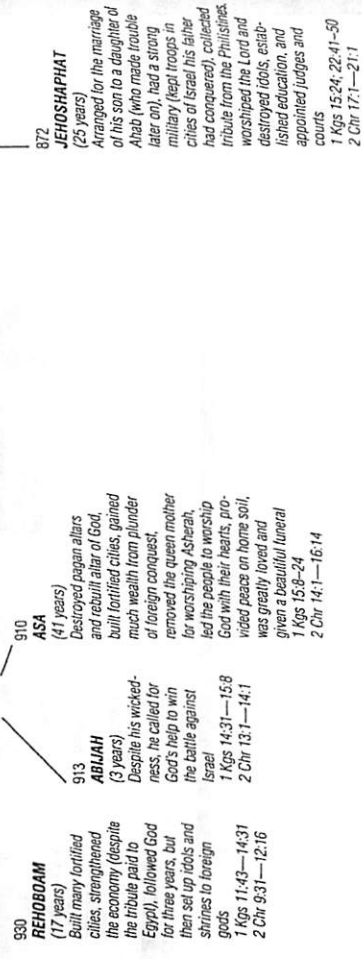 930
REHOBOAM
(17 years)
Built many fortified
cities, strengthened
the economy (despite
the tribute paid to
Egypt), followed God
for three years, but
then set up idols and
shrines to foreign
gods
1 Kgs 11:43—14:31
2 Chr 9:31—12:16
913
ABIJAH
(3 years)
Despite his wicked-
ness, he called for
God's help to win
the battle against
Israel
1 Kgs 14:31—15:8
2 Chr 13:1—14:1
910
ASA
(41 years)
Destroyed pagan altars
and rebuilt altar of God,
built fortified cities, gained
much wealth from plunder
of foreign conquest,
removed the queen mother
for worshiping Asherah,
led the people to worship
God with their hearts, pro-
vided peace on home soil,
was greatly loved and
given a beautiful funeral
1 Kgs 15:8–24
2 Chr 14:1—16:14
872
JEHOSHAPHAT
(25 years)
Arranged for the marriage
of his son to a daughter of
Ahab (who made trouble
later on), had a strong
military (kept troops in
cities of Israel his father
had conquered), collected
tribute from the Philistines,
worshiped the Lord and
destroyed idols, estab-
lished education, and
appointed judges and
courts
1 Kgs 15:24; 22:41–50
2 Chr 17:1—21:1